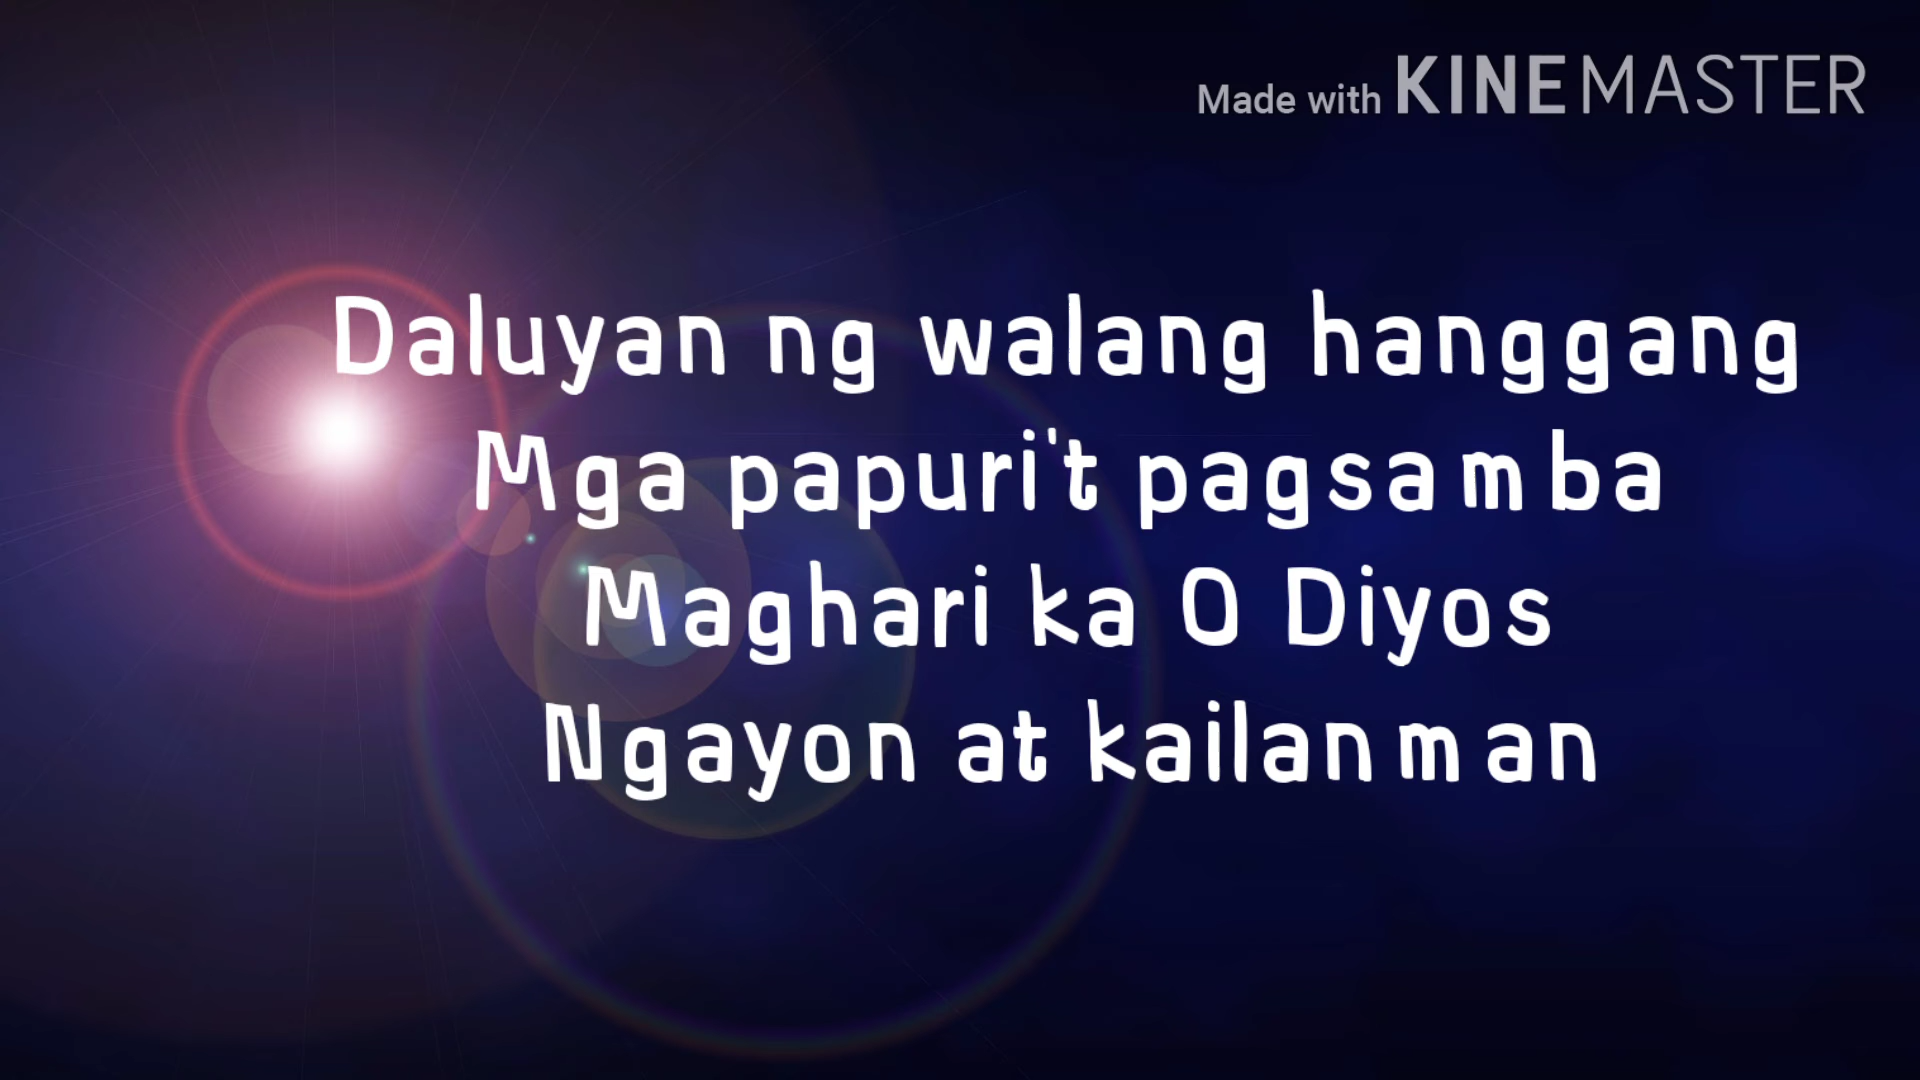 Made with KINEMASTER
Daluyan ng walang hanggang
Mga papuri't pagsamba
Maghari ka O Diyos
Ngayon at kailanman